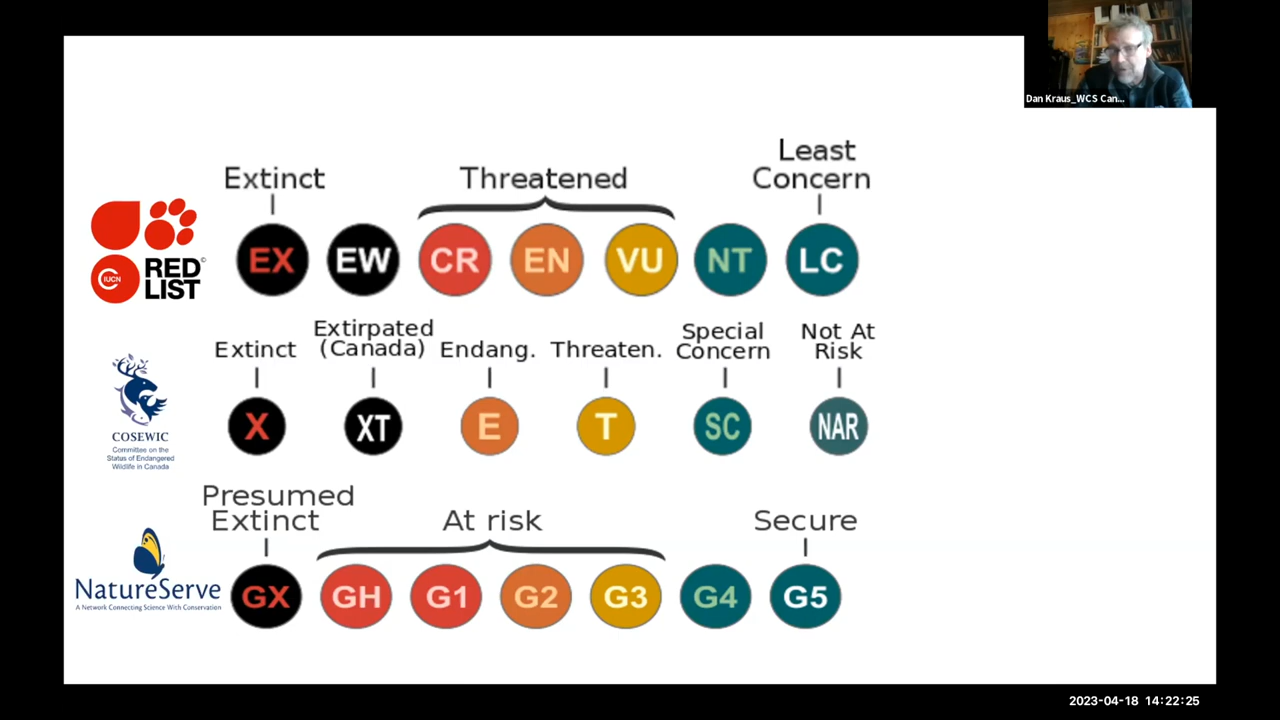 Dan Kraus_WCS Can...
Least
Extinct Threatened Concern
EX EW CR EN VU NT LC
IUCN
RED
LIST
©
Extirpated Special Not At
Extinct (Canada) Endang. Threaten. Concern Risk
X XT E T SC NAR
COSEWIC
Committee on the
Status of Endangered
Wildlife in Canada
Presumed
Extinct At risk Secure
GX GH G1 G2 G3 G4 G5
NatureServe
A Network Connecting Science With Conservation
2023-04-18 14:22:25